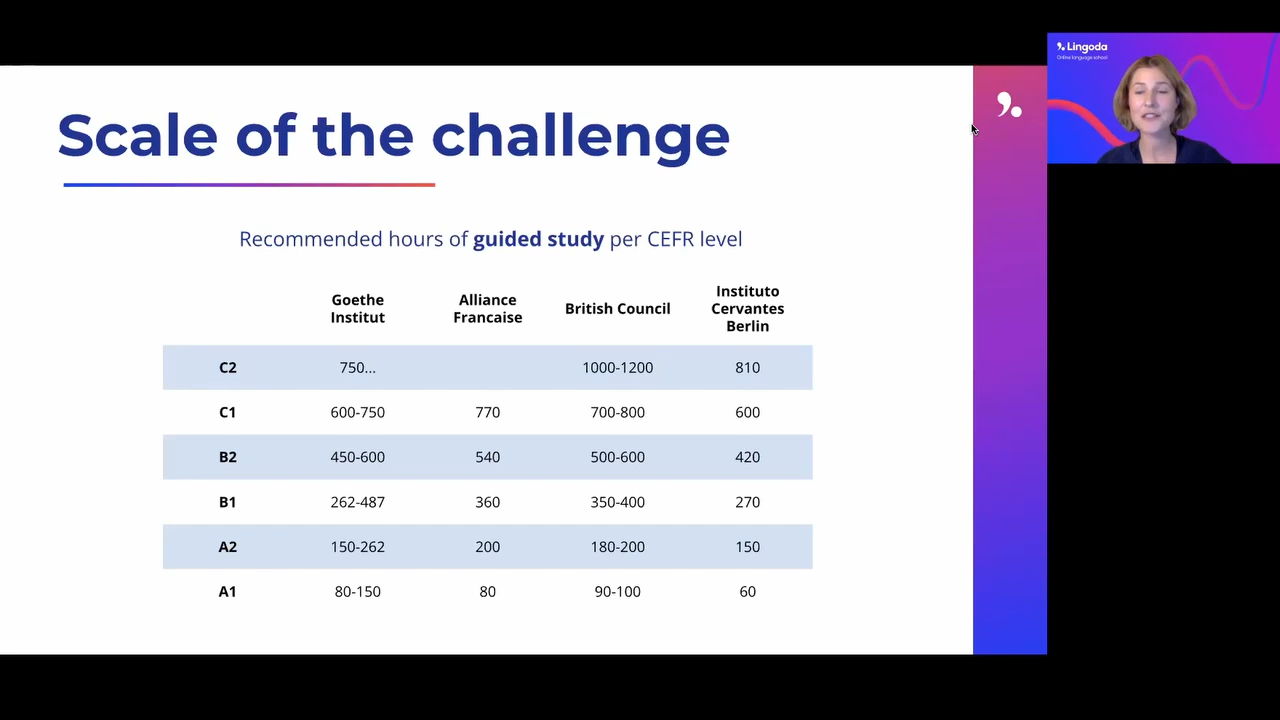 Scale of the challenge
Recommended hours of guided study per CEFR level
Goethe Institut Alliance Francaise British Council Instituto Cervantes Berlin
C2 750... 1000-1200 810
C1 600-750 770 700-800 600
B2 450-600 540 500-600 420
B1 262-487 360 350-400 270
A2 150-262 200 180-200 150
A1 80-150 80 90-100 60
Lingoda
Online language school